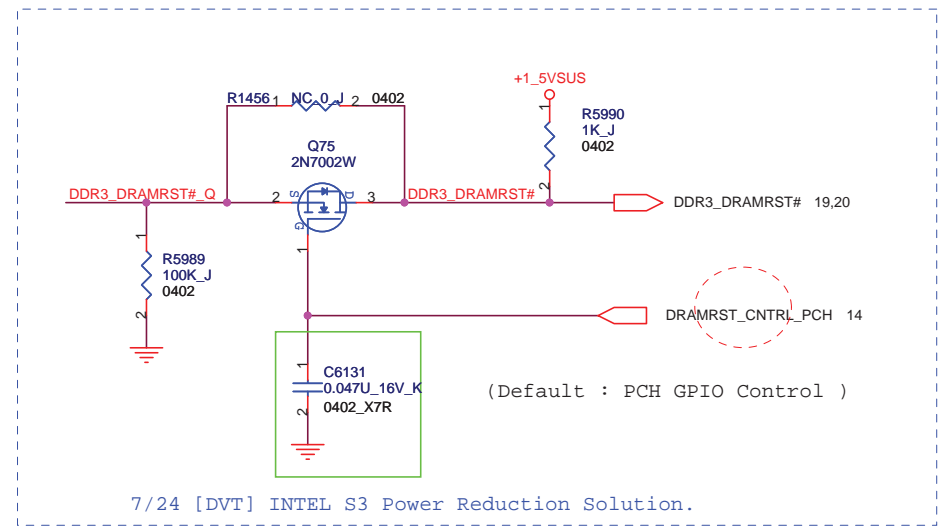 +1_5VSUS
R1456 1 NC_0_J 2 0402
1
R5990
1K_J
0402
2
Q75
2N7002W
DDR3_DRAMRST#_Q 2 S D 3 DDR3_DRAMRST#
G
DDR3_DRAMRST# 19,20
1
R5989
100K_J
0402
2
1
DRAMRST_CNTRL_PCH 14
1
C6131
0.047U_16V_K
0402_X7R
2
(Default : PCH GPIO Control )
7/24 [DVT] INTEL S3 Power Reduction Solution.